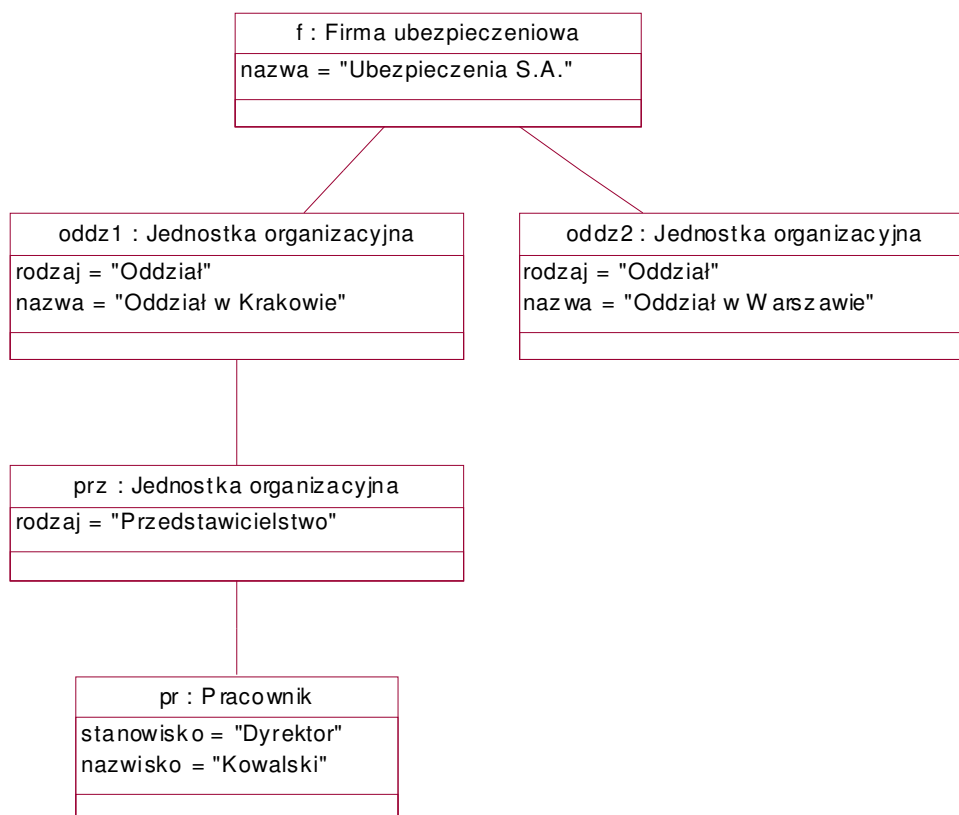 f : Firma ubezpieczeniowa
nazwa = "Ubezpieczenia S.A."
oddz1 : Jednostka organizacyjna
rodzaj = "Oddział"
nazwa = "Oddział w Krakowie"
oddz2 : Jednostka organizacyjna
rodzaj = "Oddział"
nazwa = "Oddział w Warszawie"
prz : Jednostka organizacyjna
rodzaj = "Przedstawicielstwo"
pr : Pracownik
stanowisko = "Dyrektor"
nazwisko = "Kowalski"